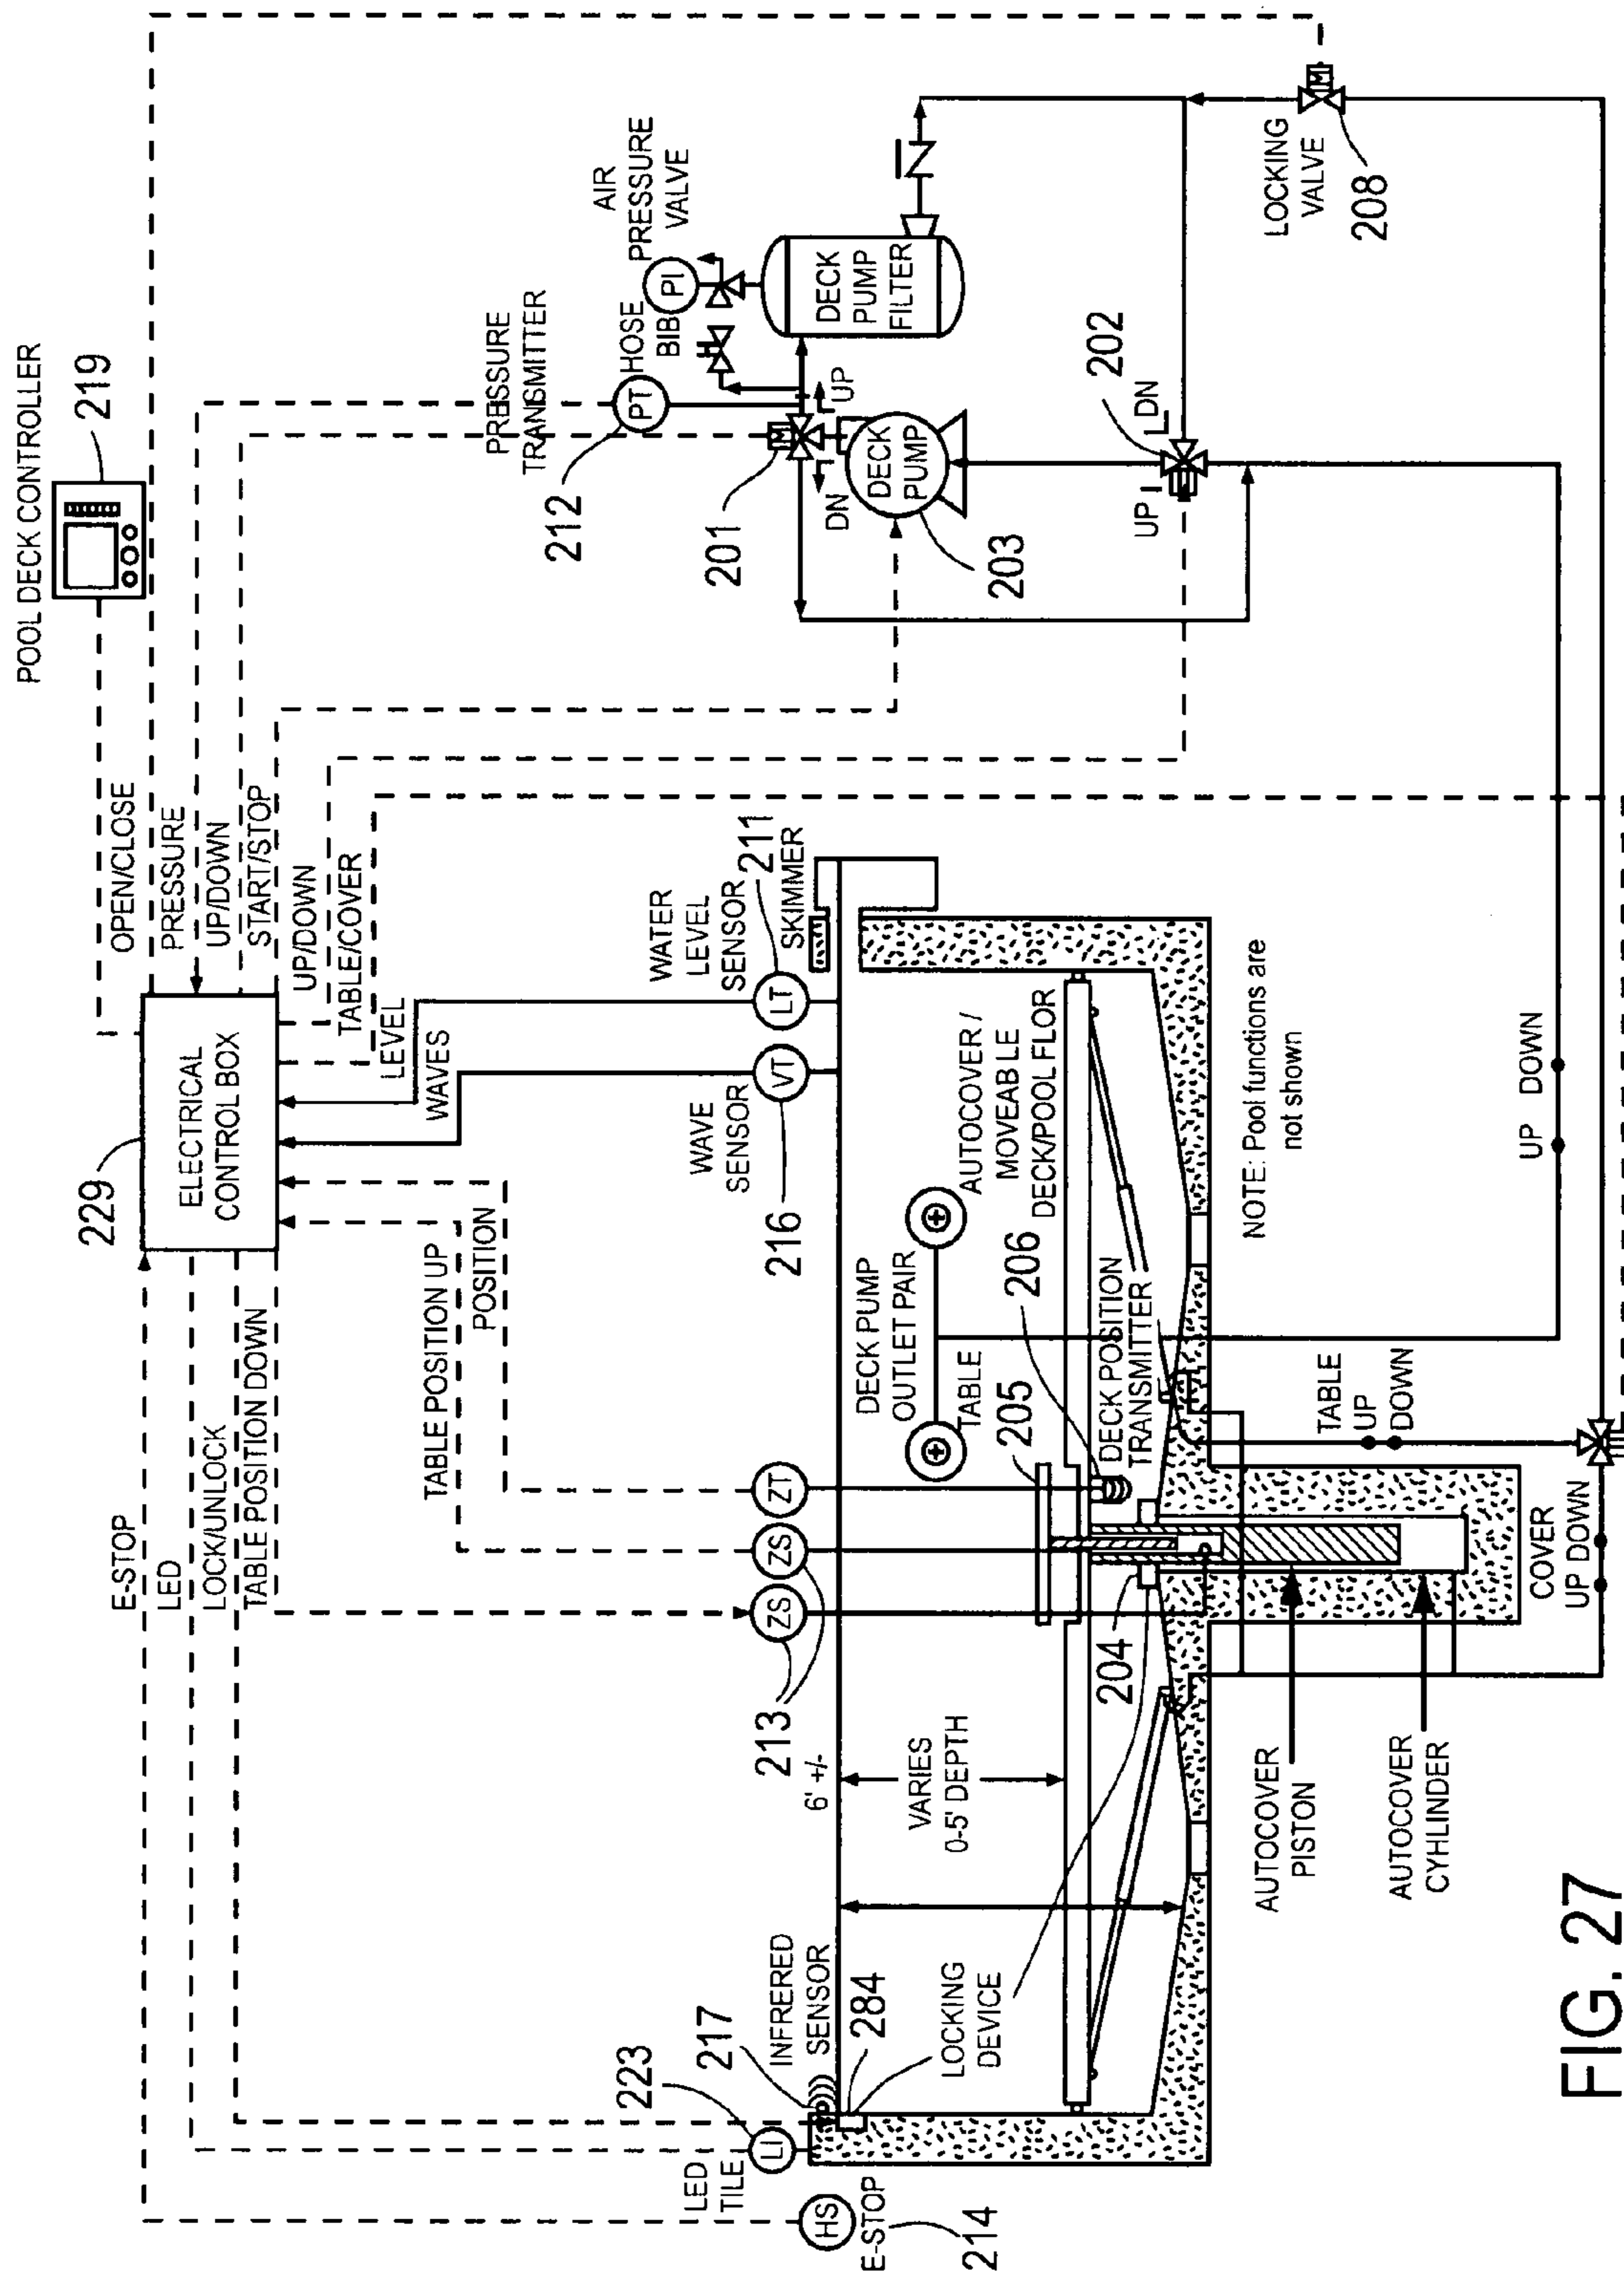 POOL DECK CONTROLLER
219
229
ELECTRICAL
CONTROL BOX
OPEN/CLOSE
PRESSURE
UP/DOWN
START/STOP
UP/DOWN
TABLE/COVER
LEVEL
WAVES
E-STOP
LED
LOCK/UNLOCK
TABLE POSITION DOWN
TABLE POSITION UP
POSITION
PRESSURE
TRANSMITTER
212
PT
HOSE
BIB
AIR
PRESSURE
VALVE
PI
DECK
PUMP
FILTER
201
UP
DN
DECK
PUMP
203
202
UP
DN
LOCKING
VALVE
208
WATER
LEVEL
SENSOR
211
SKIMMER
LT
WAVE
SENSOR
VT
216
ZT
ZS
ZS
213
6' +/-
VARIES
0-5' DEPTH
DECK PUMP
OUTLET PAIR
TABLE
AUTOCOVER /
MOVEABLE
DECK/POOL FLOR
205
206
DECK POSITION
TRANSMITTER
204
223
217
INFRERED
SENSOR
284
LOCKING
DEVICE
LED
TILE
LI
HS
E-STOP
214
NOTE: Pool functions are
not shown
AUTOCOVER
PISTON
AUTOCOVER
CYHLINDER
TABLE
UP
DOWN
COVER
UP DOWN
UP DOWN
M
M
FIG. 27